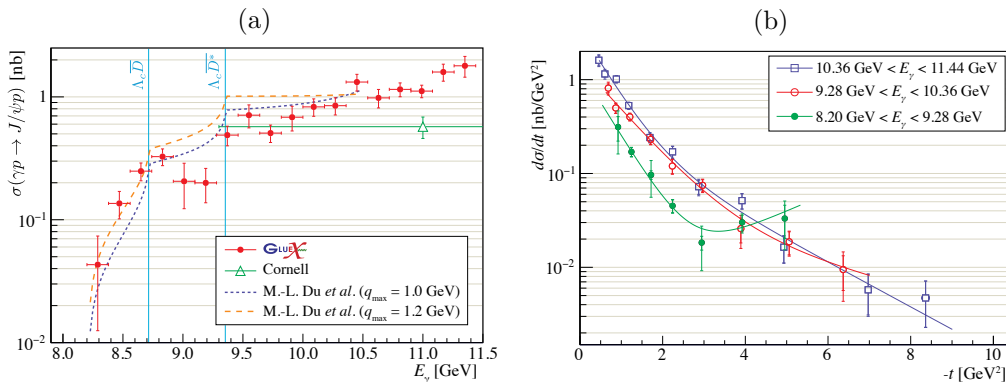 (a)
σ(γp → J/ψp) [nb]
1
10⁻¹
10⁻²
8.0 8.5 9.0 9.5 10.0 10.5 11.0 11.5
E_γ [GeV]
Λ_c D̅
Λ_c D̅*
GLUEX
Cornell
M.-L. Du et al. (q_max = 1.0 GeV)
M.-L. Du et al. (q_max = 1.2 GeV)
(b)
dσ/dt [nb/GeV²]
1
10⁻¹
10⁻²
0 2 4 6 8 10
-t [GeV²]
10.36 GeV < E_γ < 11.44 GeV
9.28 GeV < E_γ < 10.36 GeV
8.20 GeV < E_γ < 9.28 GeV